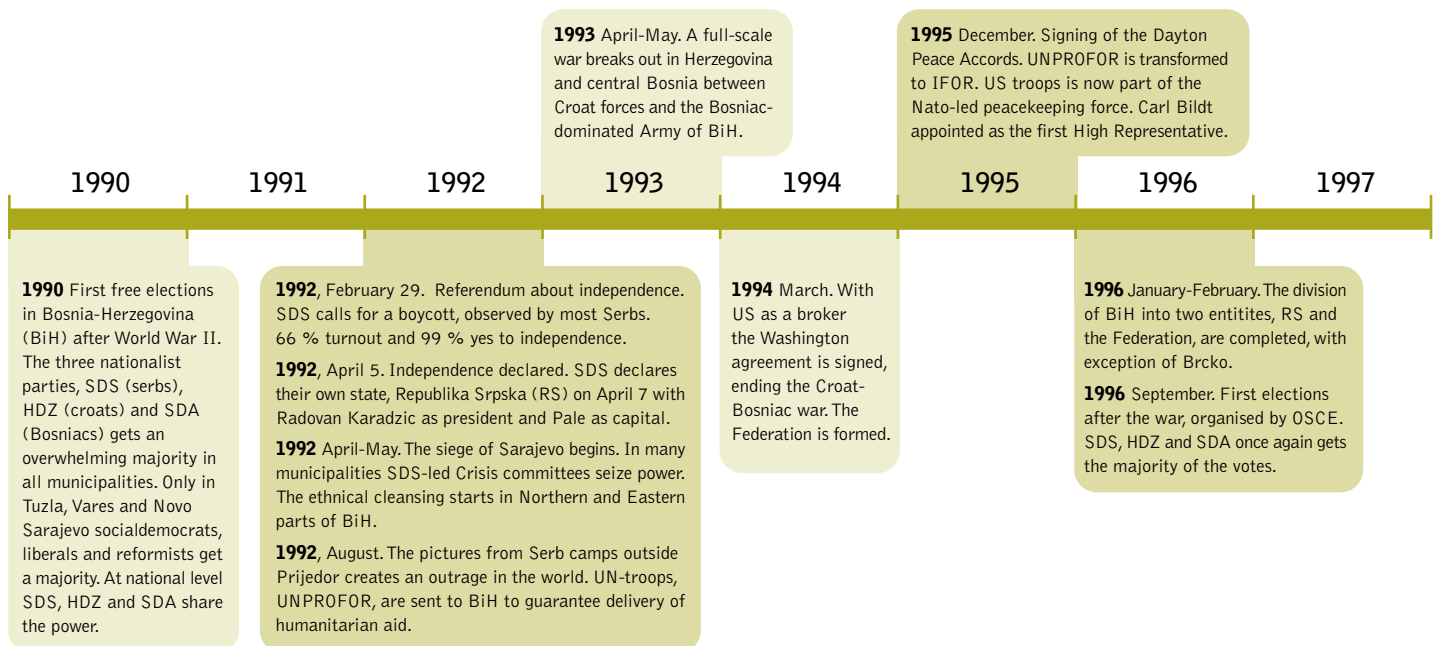 1993 April-May. A full-scale
war breaks out in Herzegovina
and central Bosnia between
Croat forces and the Bosniac-
dominated Army of BiH.
1995 December. Signing of the Dayton
Peace Accords. UNPROFOR is transformed
to IFOR. US troops is now part of the
Nato-led peacekeeping force. Carl Bildt
appointed as the first High Representative.
1990 1991 1992 1993 1994 1995 1996 1997
1990 First free elections
in Bosnia-Herzegovina
(BiH) after World War II.
The three nationalist
parties, SDS (serbs),
HDZ (croats) and SDA
(Bosniacs) gets an
overwhelming majority in
all municipalities. Only in
Tuzla, Vares and Novo
Sarajevo socialdemocrats,
liberals and reformists get
a majority. At national level
SDS, HDZ and SDA share
the power.
1992, February 29. Referendum about independence.
SDS calls for a boycott, observed by most Serbs.
66 % turnout and 99 % yes to independence.
1992, April 5. Independence declared. SDS declares
their own state, Republika Srpska (RS) on April 7 with
Radovan Karadzic as president and Pale as capital.
1992 April-May. The siege of Sarajevo begins. In many
municipalities SDS-led Crisis committees seize power.
The ethnical cleansing starts in Northern and Eastern
parts of BiH.
1992, August. The pictures from Serb camps outside
Prijedor creates an outrage in the world. UN-troops,
UNPROFOR, are sent to BiH to guarantee delivery of
humanitarian aid.
1994 March. With
US as a broker
the Washington
agreement is signed,
ending the Croat-
Bosniac war. The
Federation is formed.
1996 January-February. The division
of BiH into two entitites, RS and
the Federation, are completed, with
exception of Brcko.
1996 September. First elections
after the war, organised by OSCE.
SDS, HDZ and SDA once again gets
the majority of the votes.